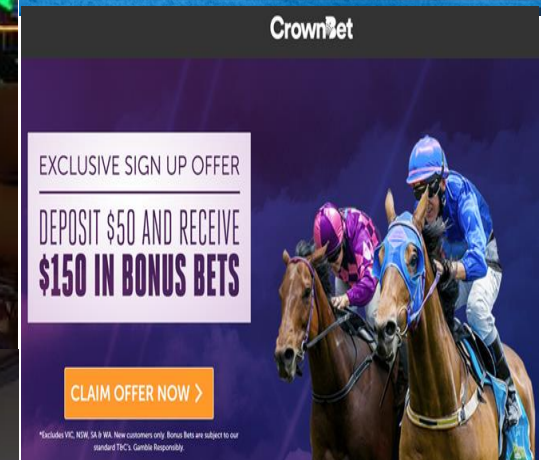 CrownBet
EXCLUSIVE SIGN UP OFFER
DEPOSIT $50 AND RECEIVE
$150 IN BONUS BETS
CLAIM OFFER NOW >
*Excludes VIC, NSW, SA & WA. New customers only. Bonus Bets are subject to our
standard T&C's. Gamble Responsibly.